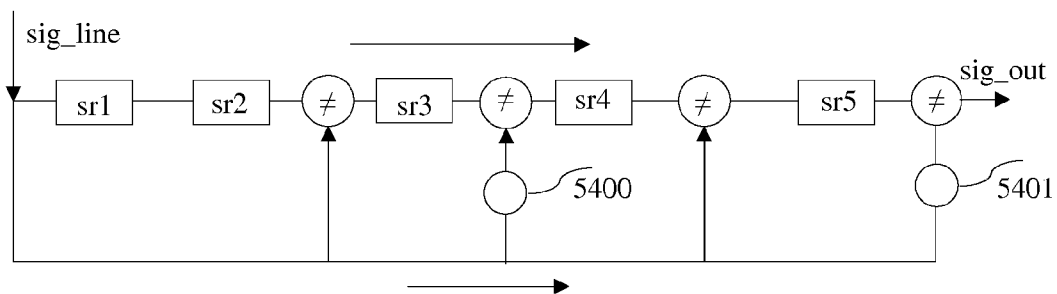 sig_line
sig_out
sr1 sr2 ≠ sr3 ≠ sr4 ≠ sr5 ≠
5400 5401